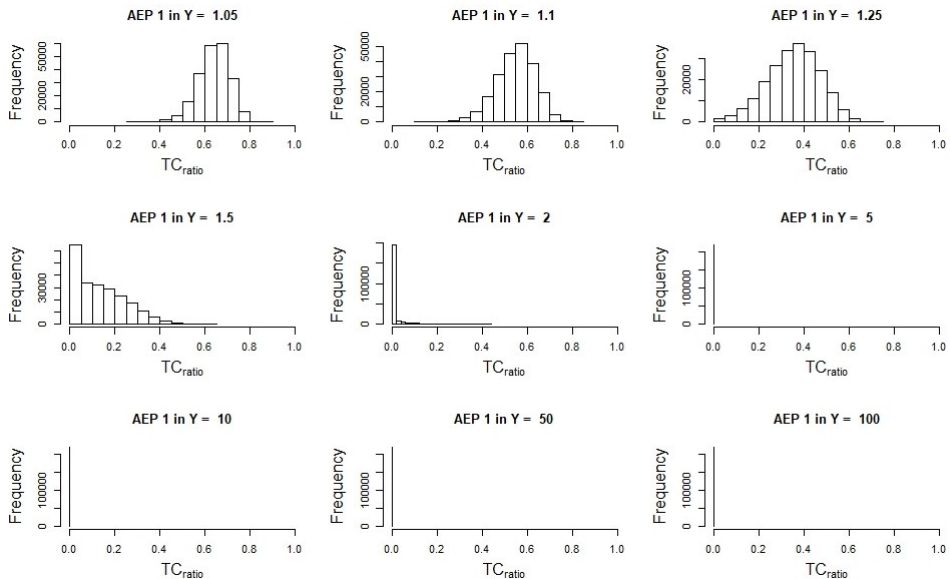 AEP 1 in Y = 1.05
Frequency
0 20000 50000
0.0 0.2 0.4 0.6 0.8 1.0
TCratio
AEP 1 in Y = 1.1
Frequency
0 20000 50000
0.0 0.2 0.4 0.6 0.8 1.0
TCratio
AEP 1 in Y = 1.25
Frequency
0 20000
0.0 0.2 0.4 0.6 0.8 1.0
TCratio
AEP 1 in Y = 1.5
Frequency
0 30000
0.0 0.2 0.4 0.6 0.8 1.0
TCratio
AEP 1 in Y = 2
Frequency
0 100000
0.0 0.2 0.4 0.6 0.8 1.0
TCratio
AEP 1 in Y = 5
Frequency
0 100000
0.0 0.2 0.4 0.6 0.8 1.0
TCratio
AEP 1 in Y = 10
Frequency
0 100000
0.0 0.2 0.4 0.6 0.8 1.0
TCratio
AEP 1 in Y = 50
Frequency
0 100000
0.0 0.2 0.4 0.6 0.8 1.0
TCratio
AEP 1 in Y = 100
Frequency
0 100000
0.0 0.2 0.4 0.6 0.8 1.0
TCratio